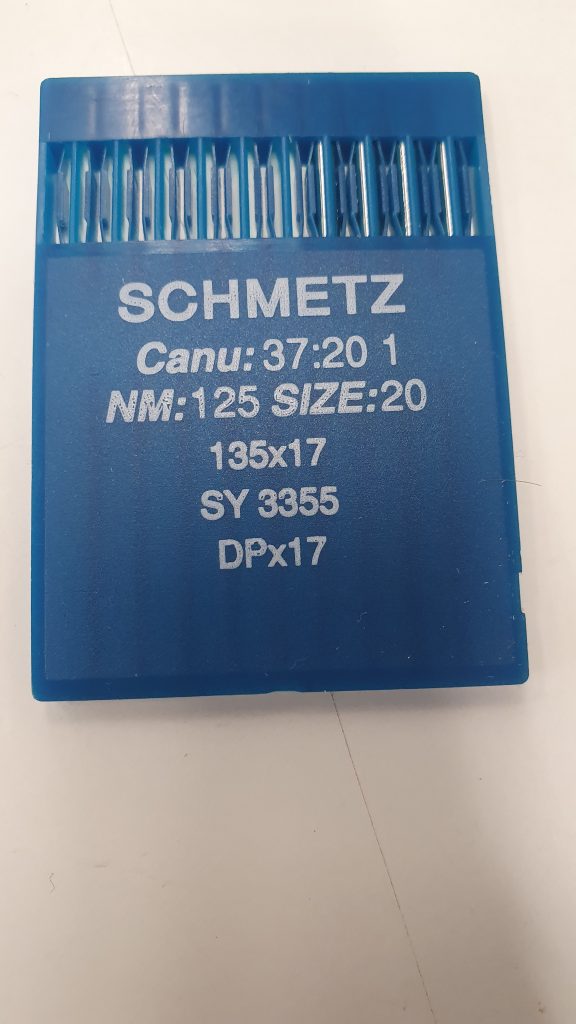 SCHMETZ
Canu: 37:20 1
NM:125 SIZE:20
135x17
SY 3355
DPx17